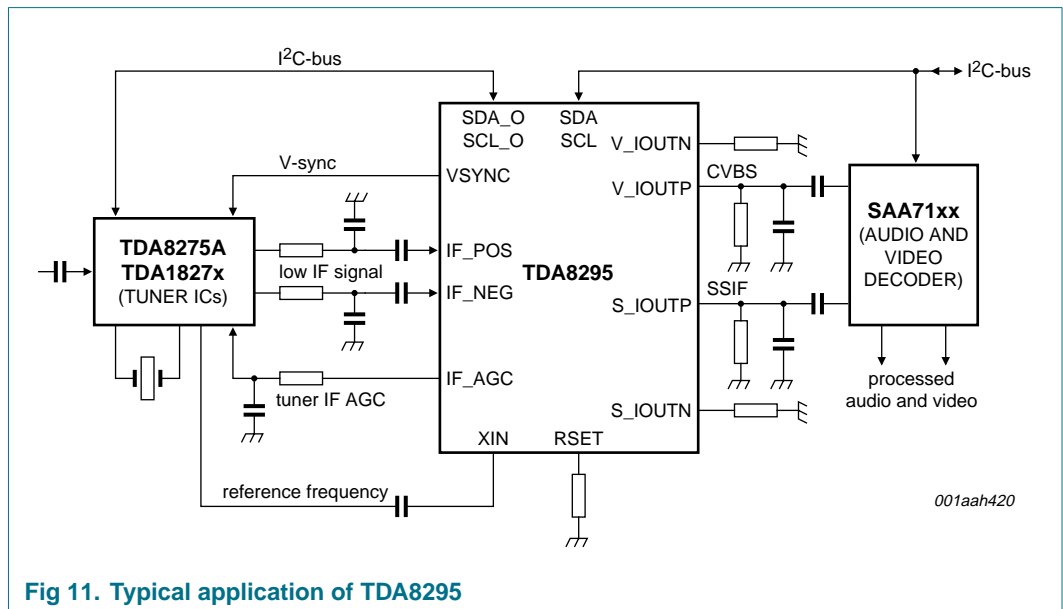 I2C-bus
I2C-bus
SDA_O
SCL_O
SDA
SCL
V_IOUTN
V-sync
VSYNC
CVBS
V_IOUTP
TDA8275A
TDA1827x
(TUNER ICs)
IF_POS
low IF signal
TDA8295
IF_NEG
SAA71xx
(AUDIO AND
VIDEO
DECODER)
SSIF
S_IOUTP
IF_AGC
tuner IF AGC
processed
audio and video
S_IOUTN
XIN
RSET
reference frequency
001aah420
Fig 11. Typical application of TDA8295